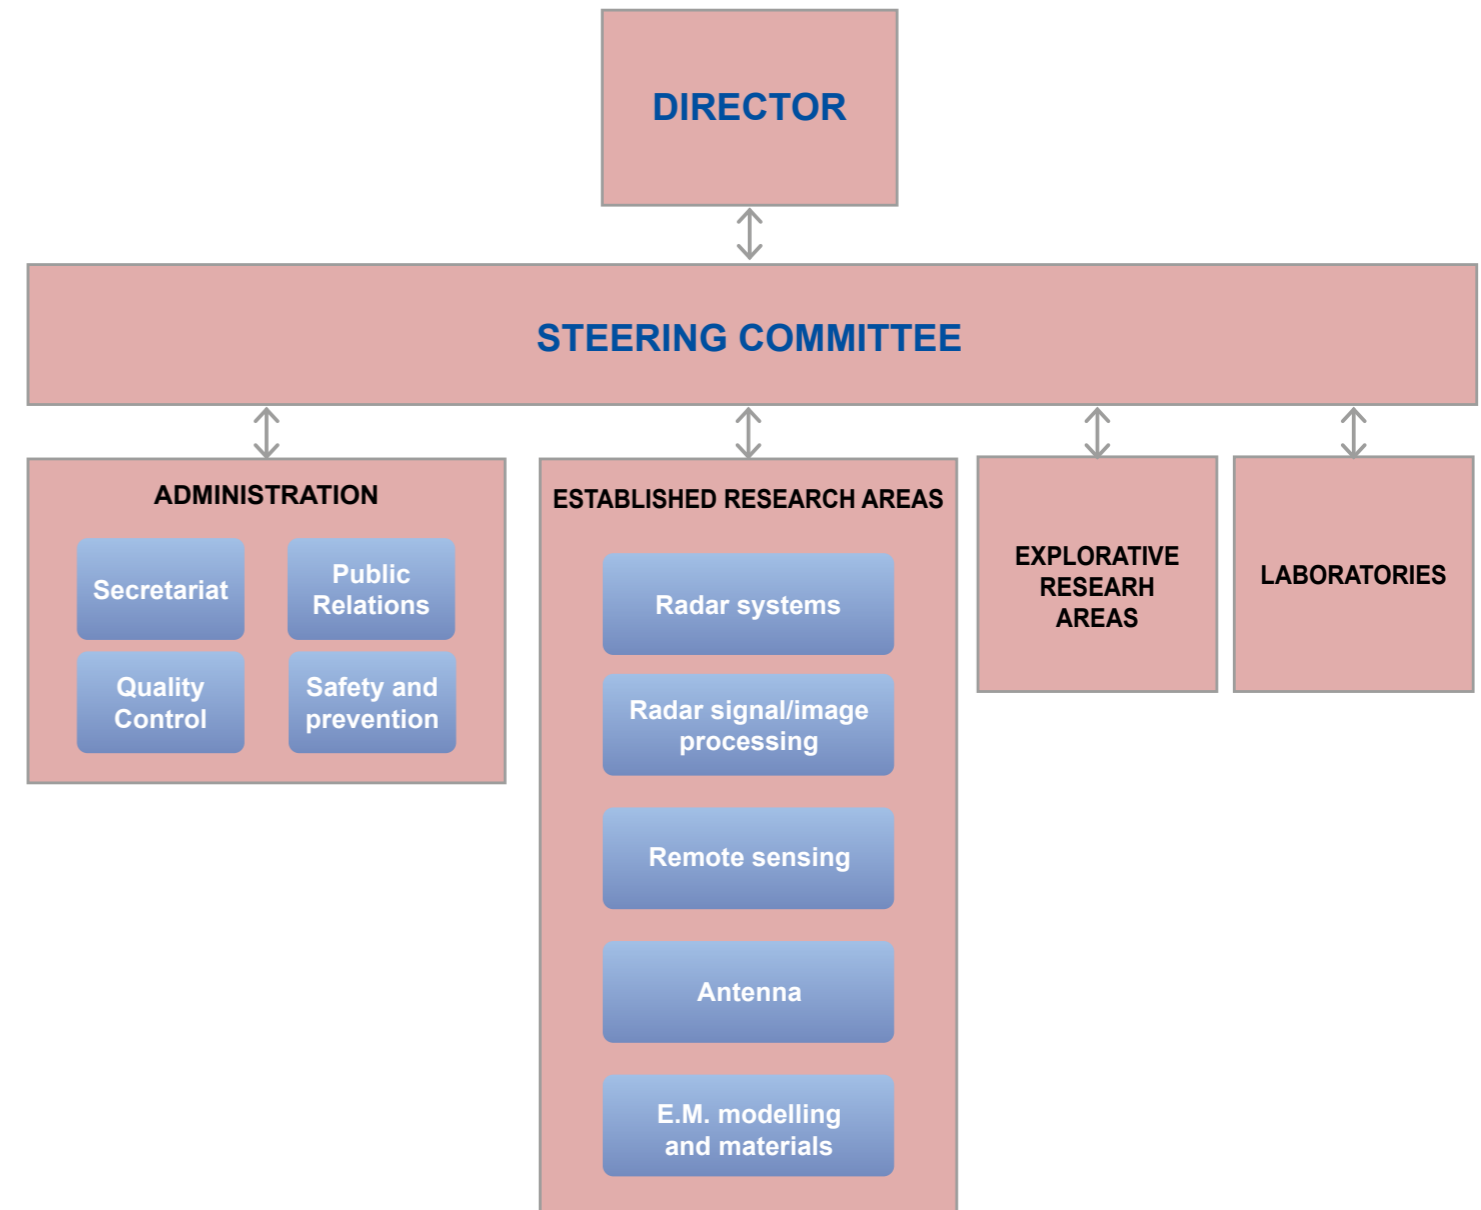 DIRECTOR
STEERING COMMITTEE
ADMINISTRATION
Secretariat
Public
Relations
Quality
Control
Safety and
prevention
ESTABLISHED RESEARCH AREAS
Radar systems
Radar signal/image
processing
Remote sensing
Antenna
E.M. modelling
and materials
EXPLORATIVE
RESEARH
AREAS
LABORATORIES